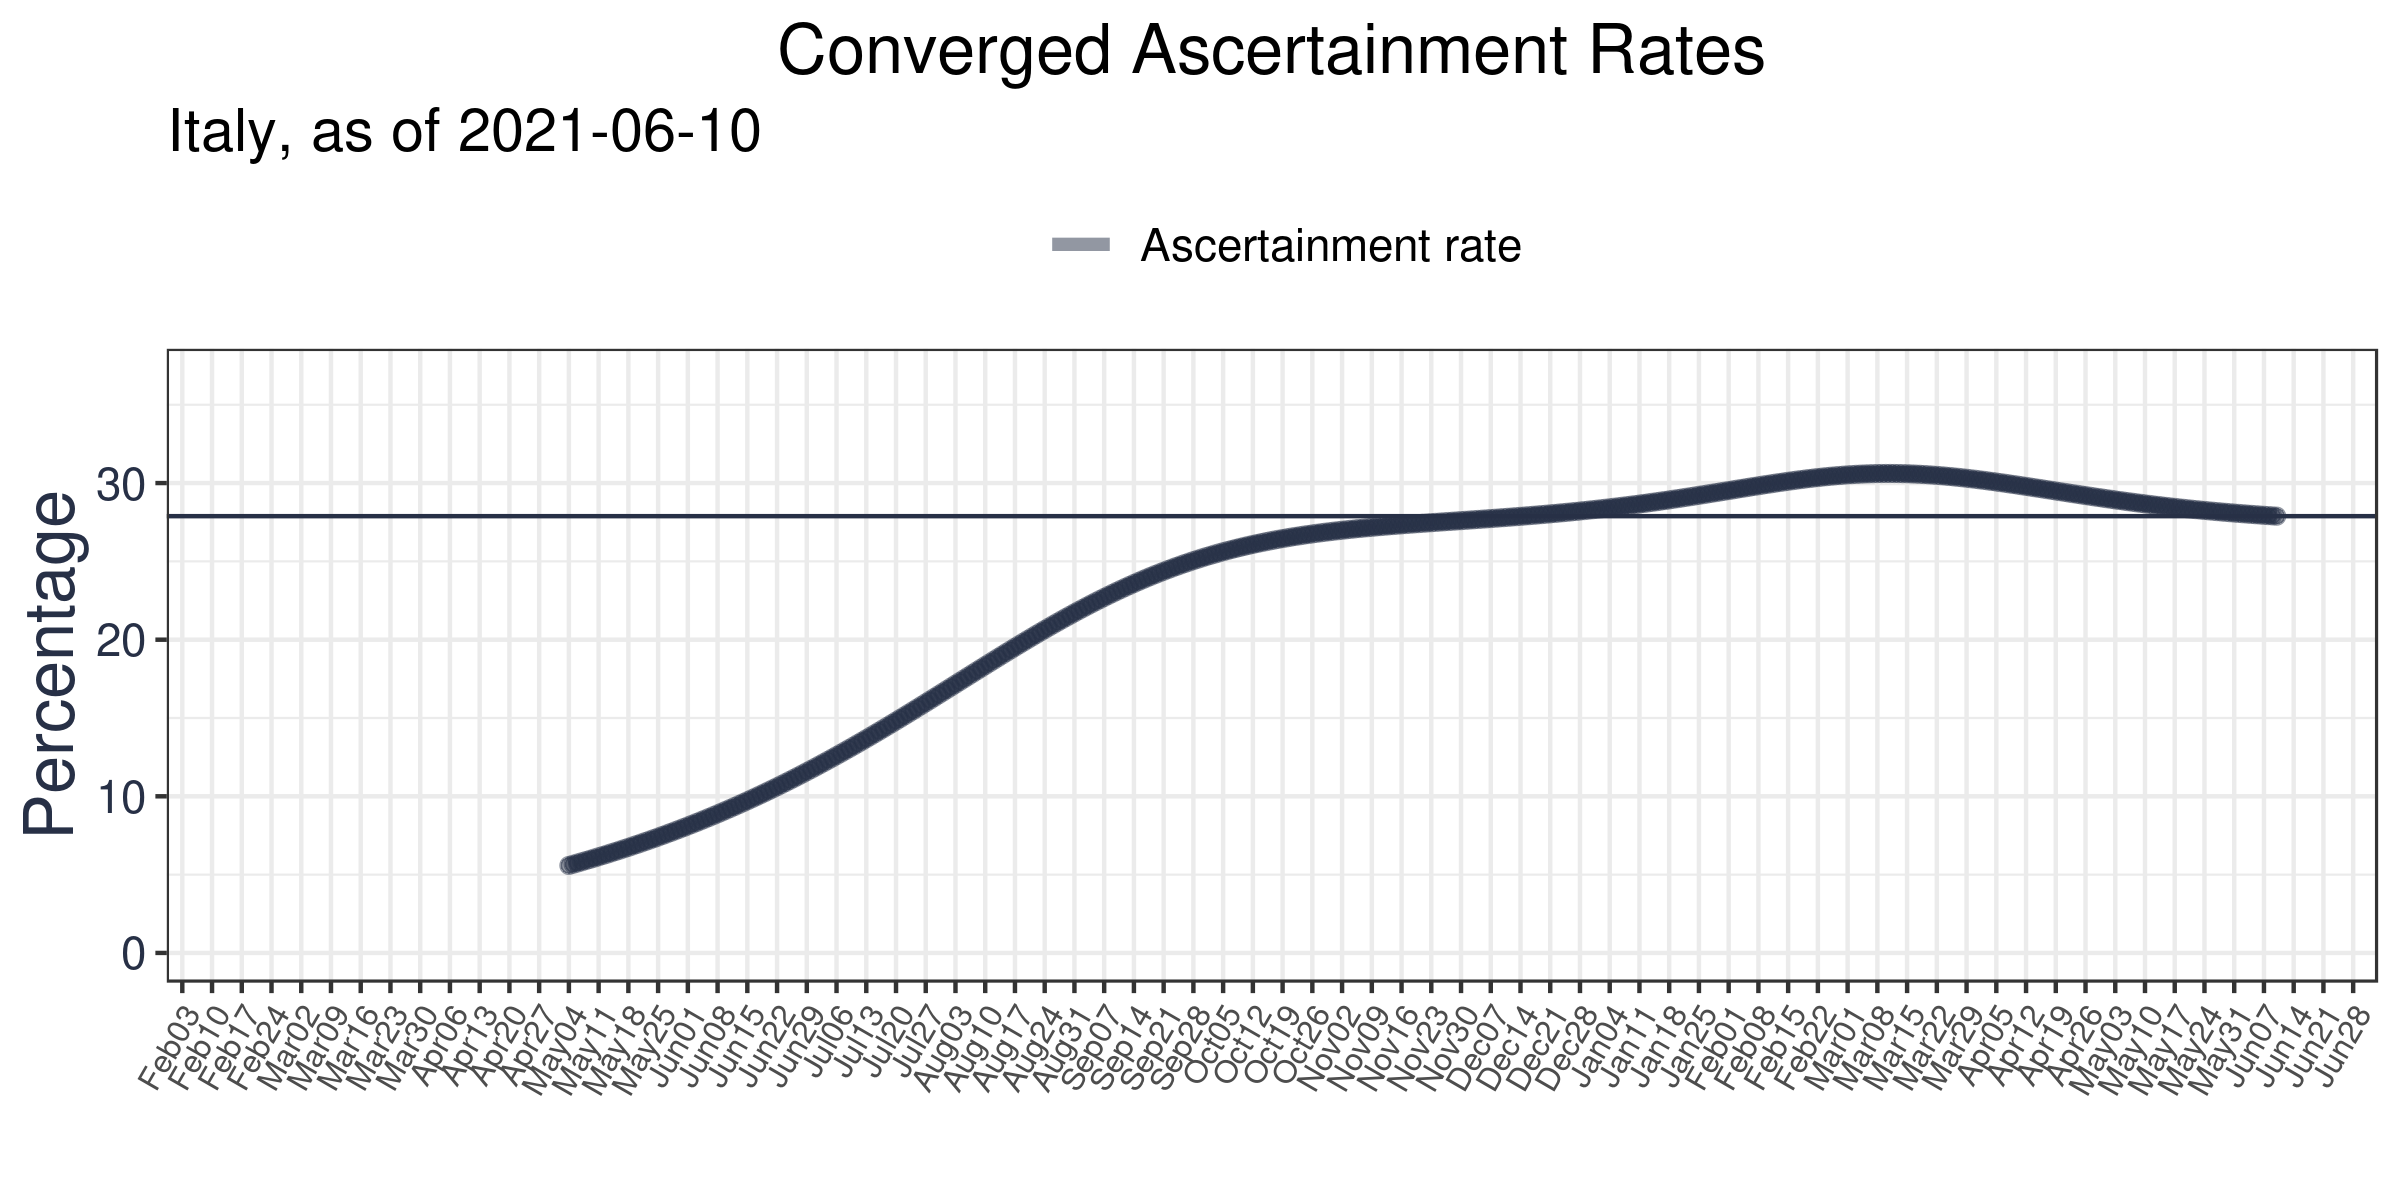 Converged Ascertainment Rates
Italy, as of 2021-06-10
Ascertainment rate
Percentage
30
20
10
0
Feb03 Feb10 Feb17 Feb24 Mar02 Mar09 Mar16 Mar23 Mar30 Apr06 Apr13 Apr20 Apr27 May04 May11 May18 May25 Jun01 Jun08 Jun15 Jun22 Jun29 Jul06 Jul13 Jul20 Jul27 Aug03 Aug10 Aug17 Aug24 Aug31 Sep07 Sep14 Sep21 Sep28 Oct05 Oct12 Oct19 Oct26 Nov02 Nov09 Nov16 Nov23 Nov30 Dec07 Dec14 Dec21 Dec28 Jan04 Jan11 Jan18 Jan25 Feb01 Feb08 Feb15 Feb22 Mar01 Mar08 Mar15 Mar22 Mar29 Apr05 Apr12 Apr19 Apr26 May03 May10 May17 May24 May31 Jun07 Jun14 Jun21 Jun28